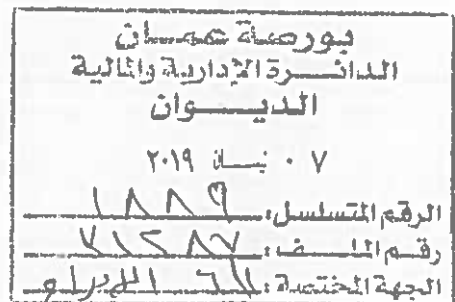 بورصة عمان
الدائرة الإدارية والمالية
الديوان
٠٧ نيسان ٢٠١٩
الرقم المتسلسل: ١٨٨٩
رقم الملف:
الجهة المختصة: